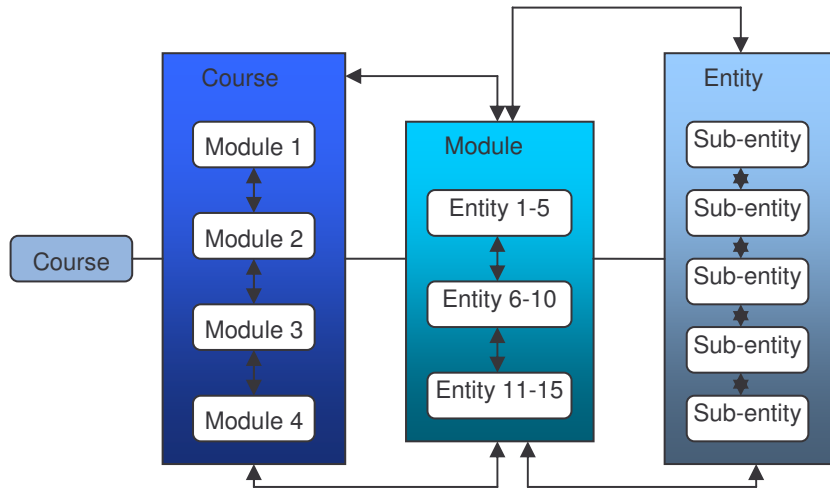 Course
Course
Module 1
Module 2
Module 3
Module 4
Module
Entity 1-5
Entity 6-10
Entity 11-15
Entity
Sub-entity
Sub-entity
Sub-entity
Sub-entity
Sub-entity